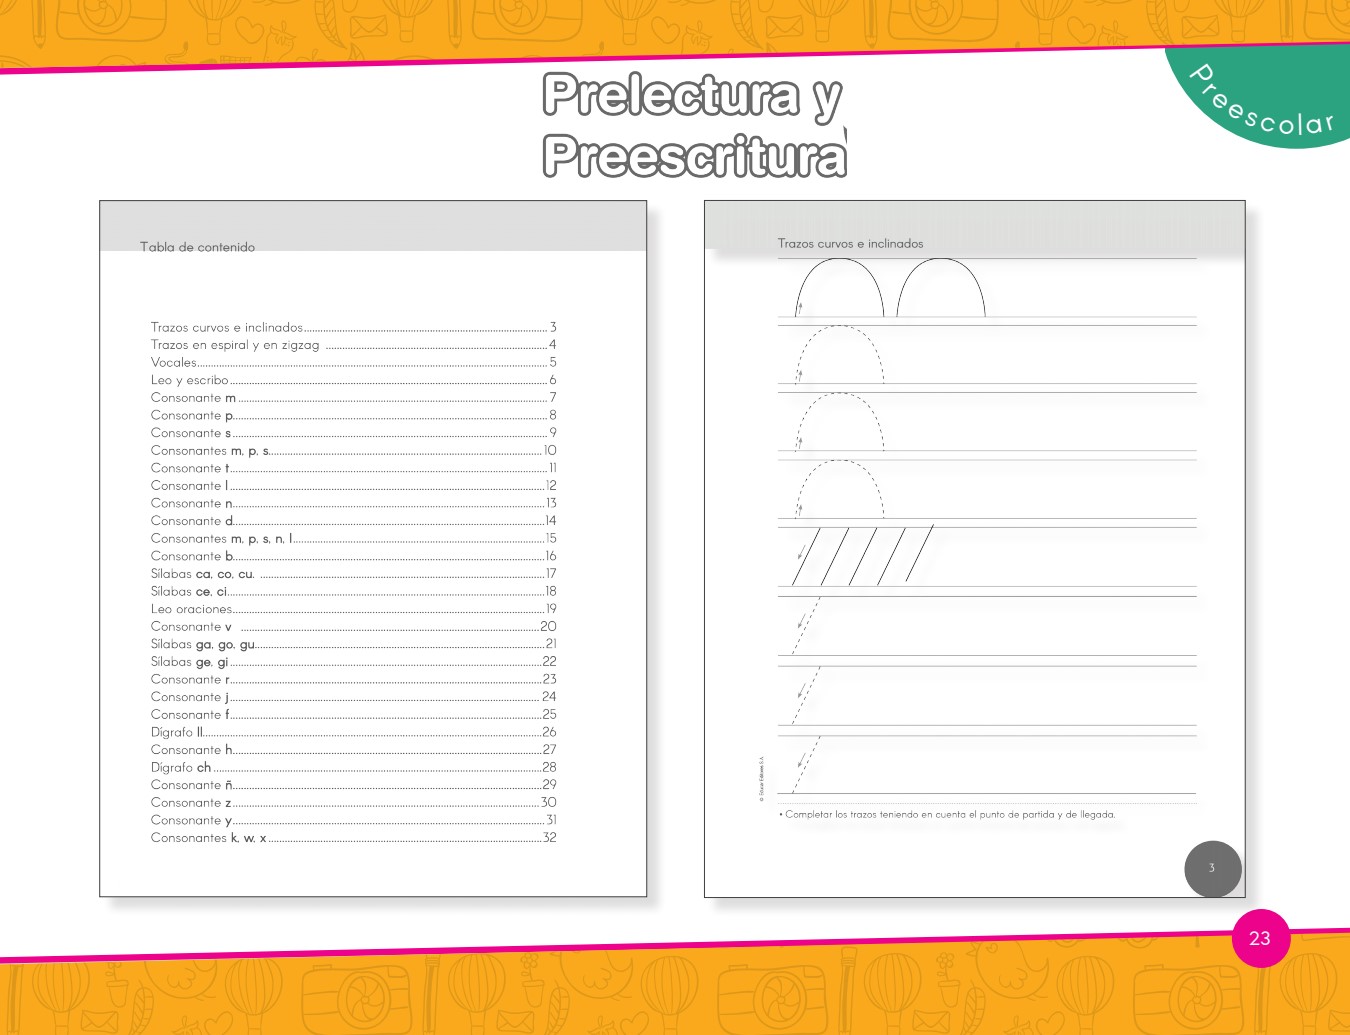 Prelectura y
Preescritura
Preescolar
Tabla de contenido
Trazos curvos e inclinados 3
Trazos en espiral y en zigzag 4
Vocales 5
Leo y escribo 6
Consonante m 7
Consonante p 8
Consonante s 9
Consonantes m, p, s 10
Consonante t 11
Consonante l 12
Consonante n 13
Consonante d 14
Consonantes m, p, s, n, l 15
Consonante b 16
Sílabas ca, co, cu. 17
Sílabas ce, ci 18
Leo oraciones 19
Consonante v 20
Sílabas ga, go, gu 21
Sílabas ge, gi 22
Consonante r 23
Consonante j 24
Consonante f 25
Dígrafo ll 26
Consonante h 27
Dígrafo ch 28
Consonante ñ 29
Consonante z 30
Consonante y 31
Consonantes k, w, x 32
Trazos curvos e inclinados
© Educar Editores S.A.
• Completar los trazos teniendo en cuenta el punto de partida y de llegada.
3
23